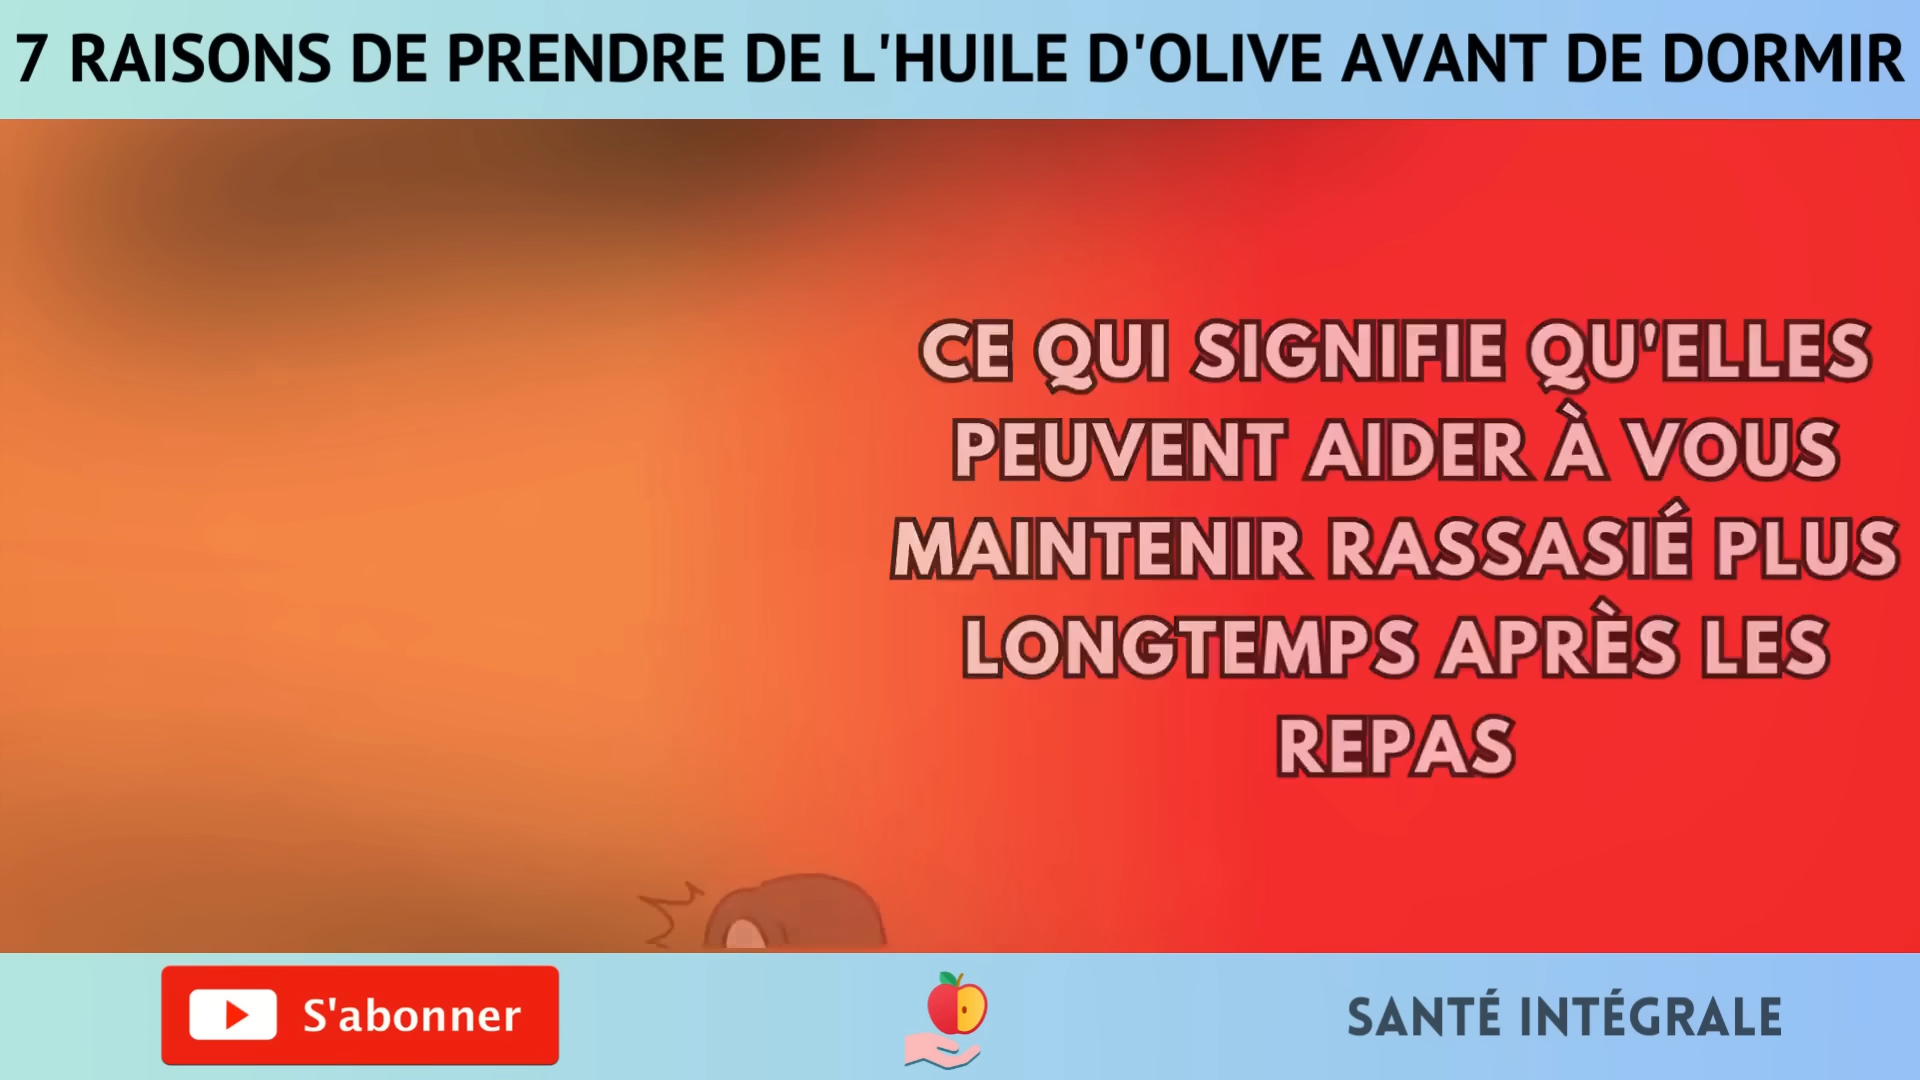 7 RAISONS DE PRENDRE DE L'HUILE D'OLIVE AVANT DE DORMIR
CE QUI SIGNIFIE QU'ELLES
PEUVENT AIDER À VOUS
MAINTENIR RASSASIÉ PLUS
LONGTEMPS APRÈS LES
REPAS
S'abonner
SANTÉ INTÉGRALE